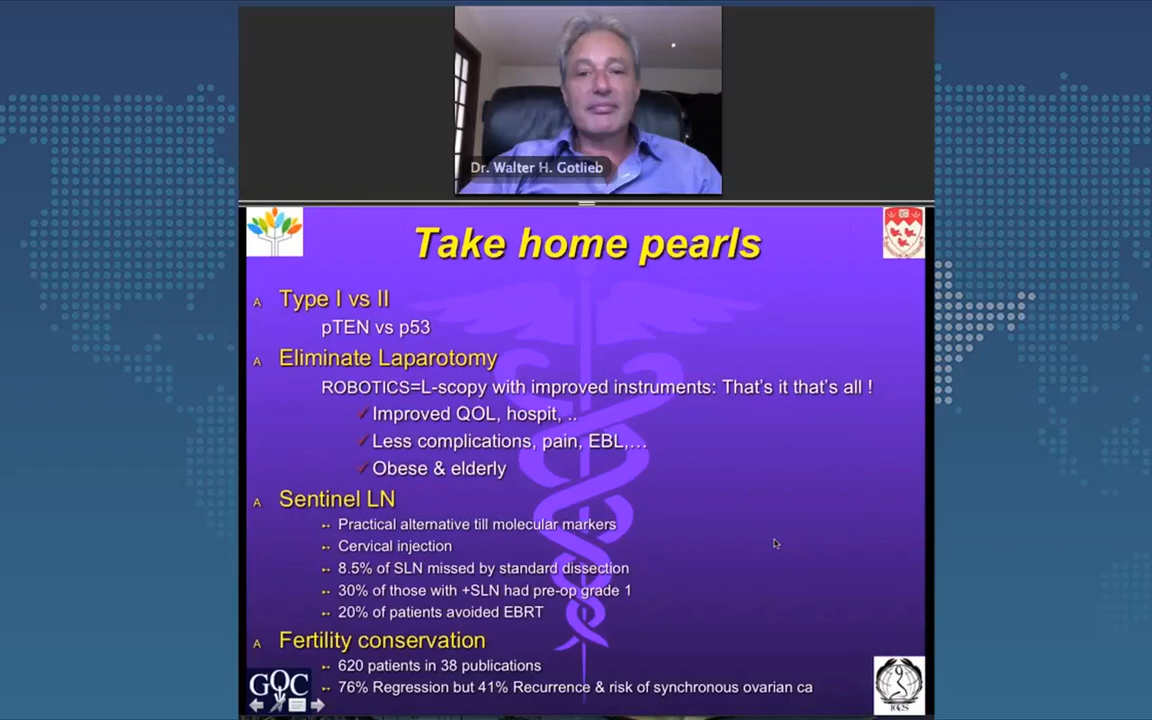 Dr. Walter H. Gotlieb
Take home pearls
A Type I vs II
pTEN vs p53
A Eliminate Laparotomy
ROBOTICS=L-scopy with improved instruments: That's it that's all !
✓ Improved QOL, hospit, ..
✓ Less complications, pain, EBL,…
✓ Obese & elderly
A Sentinel LN
Practical alternative till molecular markers
Cervical injection
8.5% of SLN missed by standard dissection
30% of those with +SLN had pre-op grade 1
20% of patients avoided EBRT
A Fertility conservation
620 patients in 38 publications
76% Regression but 41% Recurrence & risk of synchronous ovarian ca
GOC
IGCS